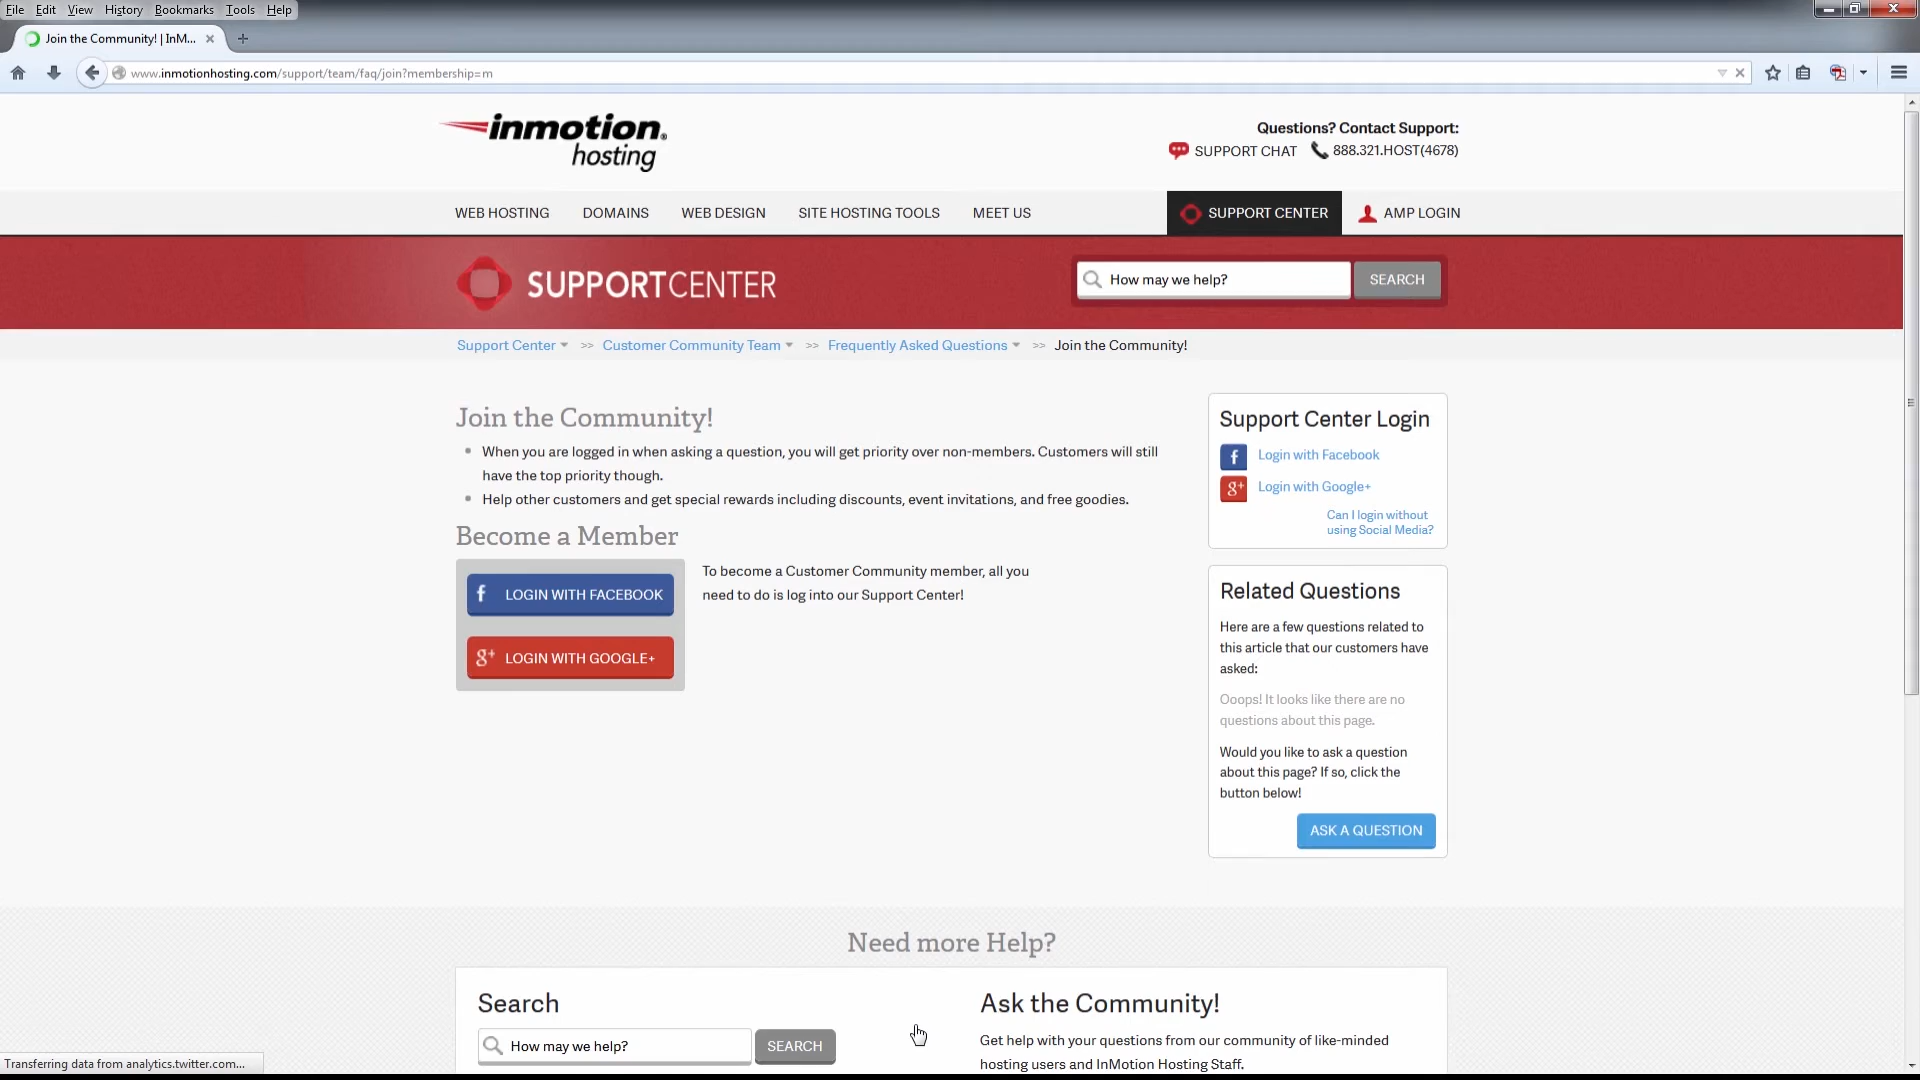 File Edit View History Bookmarks Tools Help
Join the Community! | InM...
www.inmotionhosting.com/support/team/faq/join?membership=m
inmotion®
hosting
Questions? Contact Support:
SUPPORT CHAT 888.321.HOST(4678)
WEB HOSTING DOMAINS WEB DESIGN SITE HOSTING TOOLS MEET US SUPPORT CENTER AMP LOGIN
SUPPORTCENTER
How may we help? SEARCH
Support Center >> Customer Community Team >> Frequently Asked Questions >> Join the Community!
Join the Community!
• When you are logged in when asking a question, you will get priority over non-members. Customers will still
have the top priority though.
• Help other customers and get special rewards including discounts, event invitations, and free goodies.
Become a Member
f LOGIN WITH FACEBOOK
g+ LOGIN WITH GOOGLE+
To become a Customer Community member, all you
need to do is log into our Support Center!
Support Center Login
f Login with Facebook
g+ Login with Google+
Can I login without
using Social Media?
Related Questions
Here are a few questions related to
this article that our customers have
asked:
Ooops! It looks like there are no
questions about this page.
Would you like to ask a question
about this page? If so, click the
button below!
ASK A QUESTION
Need more Help?
Search
How may we help? SEARCH
Ask the Community!
Get help with your questions from our community of like-minded
hosting users and InMotion Hosting Staff.
Transferring data from analytics.twitter.com...